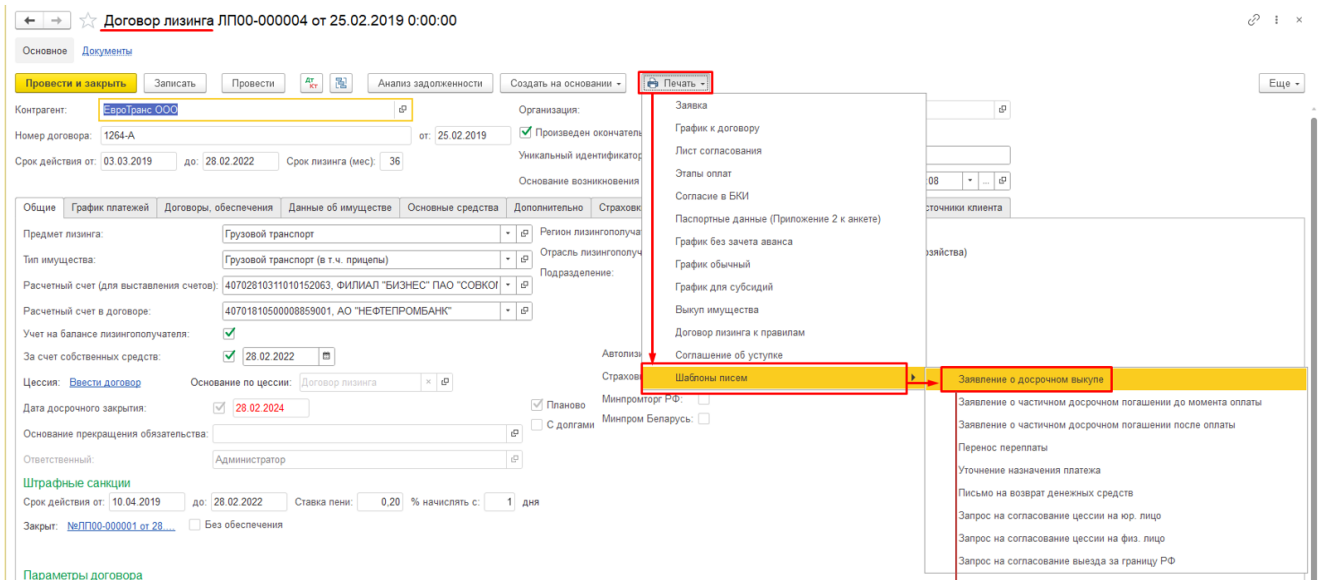 Договор лизинга ЛП00-000004 от 25.02.2019 0:00:00
Основное Документы
Провести и закрыть Записать Провести Дт Кт Анализ задолженности Создать на основании Печать Еще
Контрагент: ЕвроТранс ООО Организация:
Номер договора: 1264-А от: 25.02.2019 Произведен окончатель
Срок действия от: 03.03.2019 до: 28.02.2022 Срок лизинга (мес): 36 Уникальный идентификатор
Основание возникновения 08 ...
Общие График платежей Договоры, обеспечения Данные об имуществе Основные средства Дополнительно Страховк сточники клиента
Предмет лизинга: Грузовой транспорт Регион лизингополуча
Тип имущества: Грузовой транспорт (в т.ч. прицепы) Отрасль лизингополуч озяйства)
Подразделение:
Расчетный счет (для выставления счетов): 40702810311010152063, ФИЛИАЛ "БИЗНЕС" ПАО "СОВКОМ
Расчетный счет в договоре: 40701810500008859001, АО "НЕФТЕПРОМБАНК"
Учет на балансе лизингополучателя:
За счет собственных средств: 28.02.2022 Автолизи
Цессия: Ввести договор Основание по цессии: Договор лизинга Страхов
Дата досрочного закрытия: 28.02.2024 Планово Минпромторг РФ:
С долгами Минпром Беларусь:
Основание прекращения обязательства:
Ответственный: Администратор
Штрафные санкции
Срок действия от: 10.04.2019 до: 28.02.2022 Ставка пени: 0,20 % начислять с: 1 дня
Закрыт: №ЛП00-000001 от 28.... Без обеспечения
Параметры договора
Заявка
График к договору
Лист согласования
Этапы оплат
Согласие в БКИ
Паспортные данные (Приложение 2 к анкете)
График без зачета аванса
График обычный
График для субсидий
Выкуп имущества
Договор лизинга к правилам
Соглашение об уступке
Шаблоны писем
Заявление о досрочном выкупе
Заявление о частичном досрочном погашении до момента оплаты
Заявление о частичном досрочном погашении после оплаты
Перенос переплаты
Уточнение назначения платежа
Письмо на возврат денежных средств
Запрос на согласование цессии на юр. лицо
Запрос на согласование цессии на физ. лицо
Запрос на согласование выезда за границу РФ